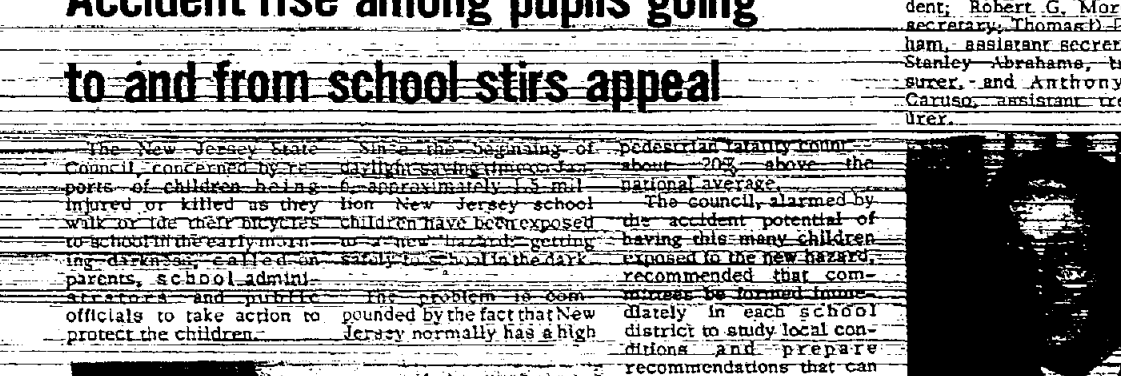 Accident rise among pupils going
to and from school stirs appeal
The New Jersey State
Council, concerned by re-
ports of children being
injured or killed as they
walk or ide their bicycles
to school in the early morn-
ing darkness, called on
parents, school admini-
strators and public
officials to take action to
protect the children.
Since the beginning of
daylight saving time on Jan.
6, approximately 1.5 mil-
lion New Jersey school
children have been exposed
to a new hazard: getting
safely to school in the dark.
The problem is com-
pounded by the fact that New
Jersey normally has a high
pedestrian fatality count
about 20% above the
national average.
The council, alarmed by
the accident potential of
having this many children
exposed to the new hazard,
recommended that com-
mittees be formed imme-
diately in each school
district to study local con-
ditions and prepare
recommendations that can
dent; Robert G. Mor
secretary; Thomas D.
ham, assistant secret
Stanley Abrahams, tr
surer, and Anthony
Caruso, assistant tre
urer.